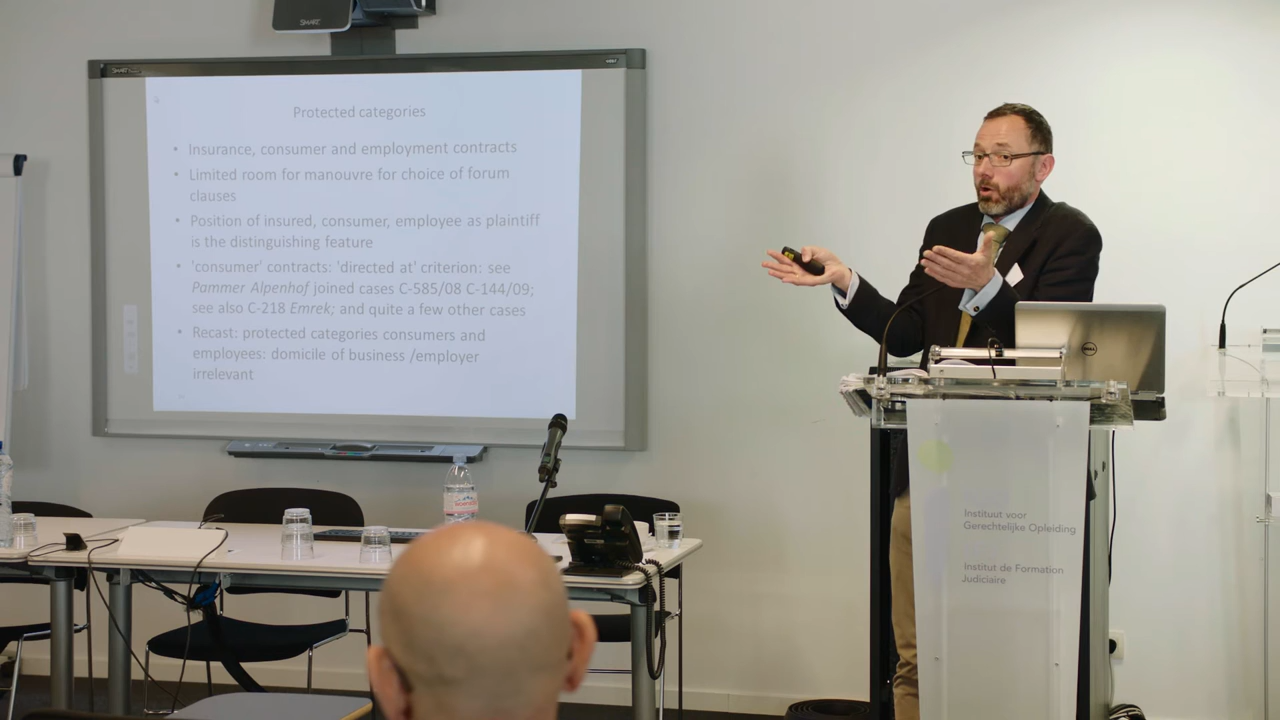 SMART
SMART
Protected categories
• Insurance, consumer and employment contracts
• Limited room for manouvre for choice of forum
clauses
• Position of insured, consumer, employee as plaintiff
is the distinguishing feature
• 'consumer' contracts: 'directed at' criterion: see
Pammer Alpenhof joined cases C-585/08 C-144/09;
see also C-218 Emrek; and quite a few other cases
• Recast: protected categories consumers and
employees: domicile of business /employer
irrelevant
DELL
Instituut voor
Gerechtelijke Opleiding
Institut de Formation
Judiciaire